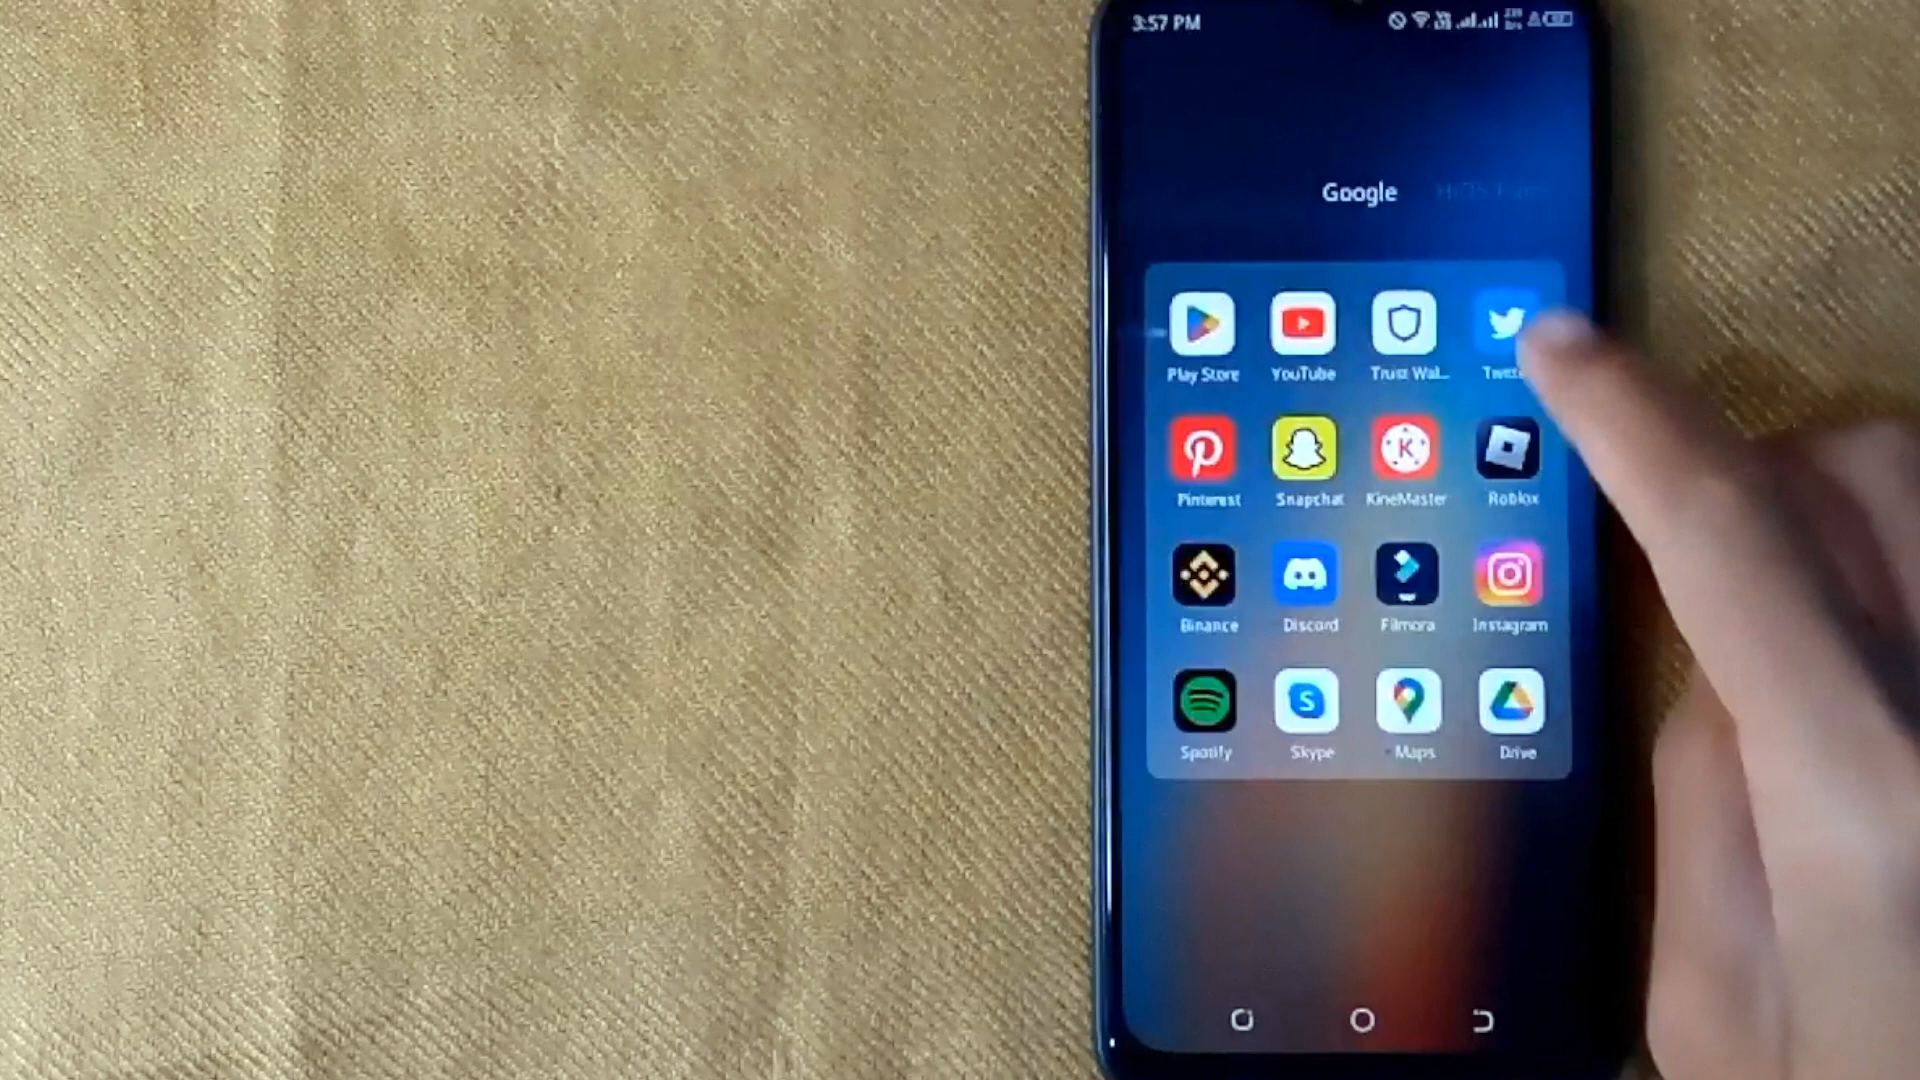 3:57 PM
Google
Play Store YouTube Trust Wal... Twitte
Pinterest Snapchat KineMaster Roblox
Binance Discord Filmora Instagram
Spotify Skype Maps Drive